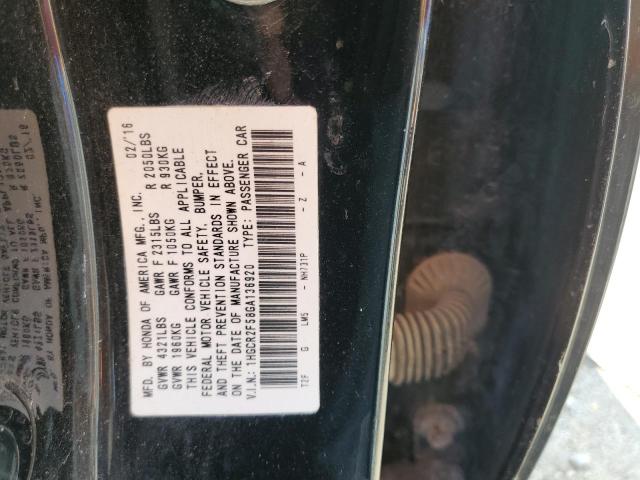 MFD. BY HONDA OF AMERICA MFG., INC. 02/'16
GVWR 4321LBS GAWR F 2315LBS R 2050LBS
GVWR 1960KG GAWR F 1050KG R 930KG
THIS VEHICLE CONFORMS TO ALL APPLICABLE
FEDERAL MOTOR VEHICLE SAFETY, BUMPER,
AND THEFT PREVENTION STANDARDS IN EFFECT
ON THE DATE OF MANUFACTURE SHOWN ABOVE.
V.I.N.: 1HGCR2F58GA136920 TYPE: PASSENGER CAR
T2F G LM5 - NH731P - Z - A